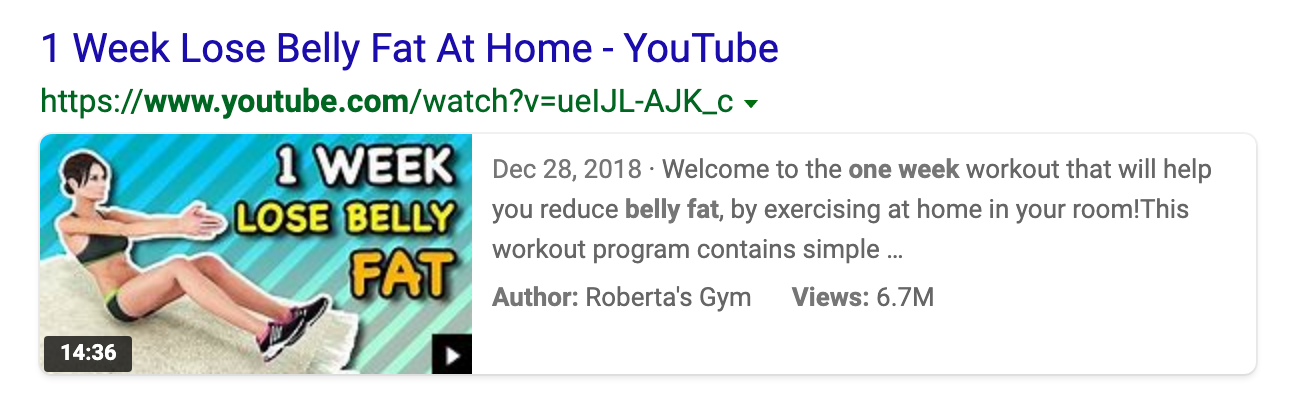 1 Week Lose Belly Fat At Home - YouTube
https://www.youtube.com/watch?v=ueIJL-AJK_c
1 WEEK
LOSE BELLY
FAT
14:36
Dec 28, 2018 · Welcome to the one week workout that will help
you reduce belly fat, by exercising at home in your room!This
workout program contains simple ...
Author: Roberta's Gym Views: 6.7M